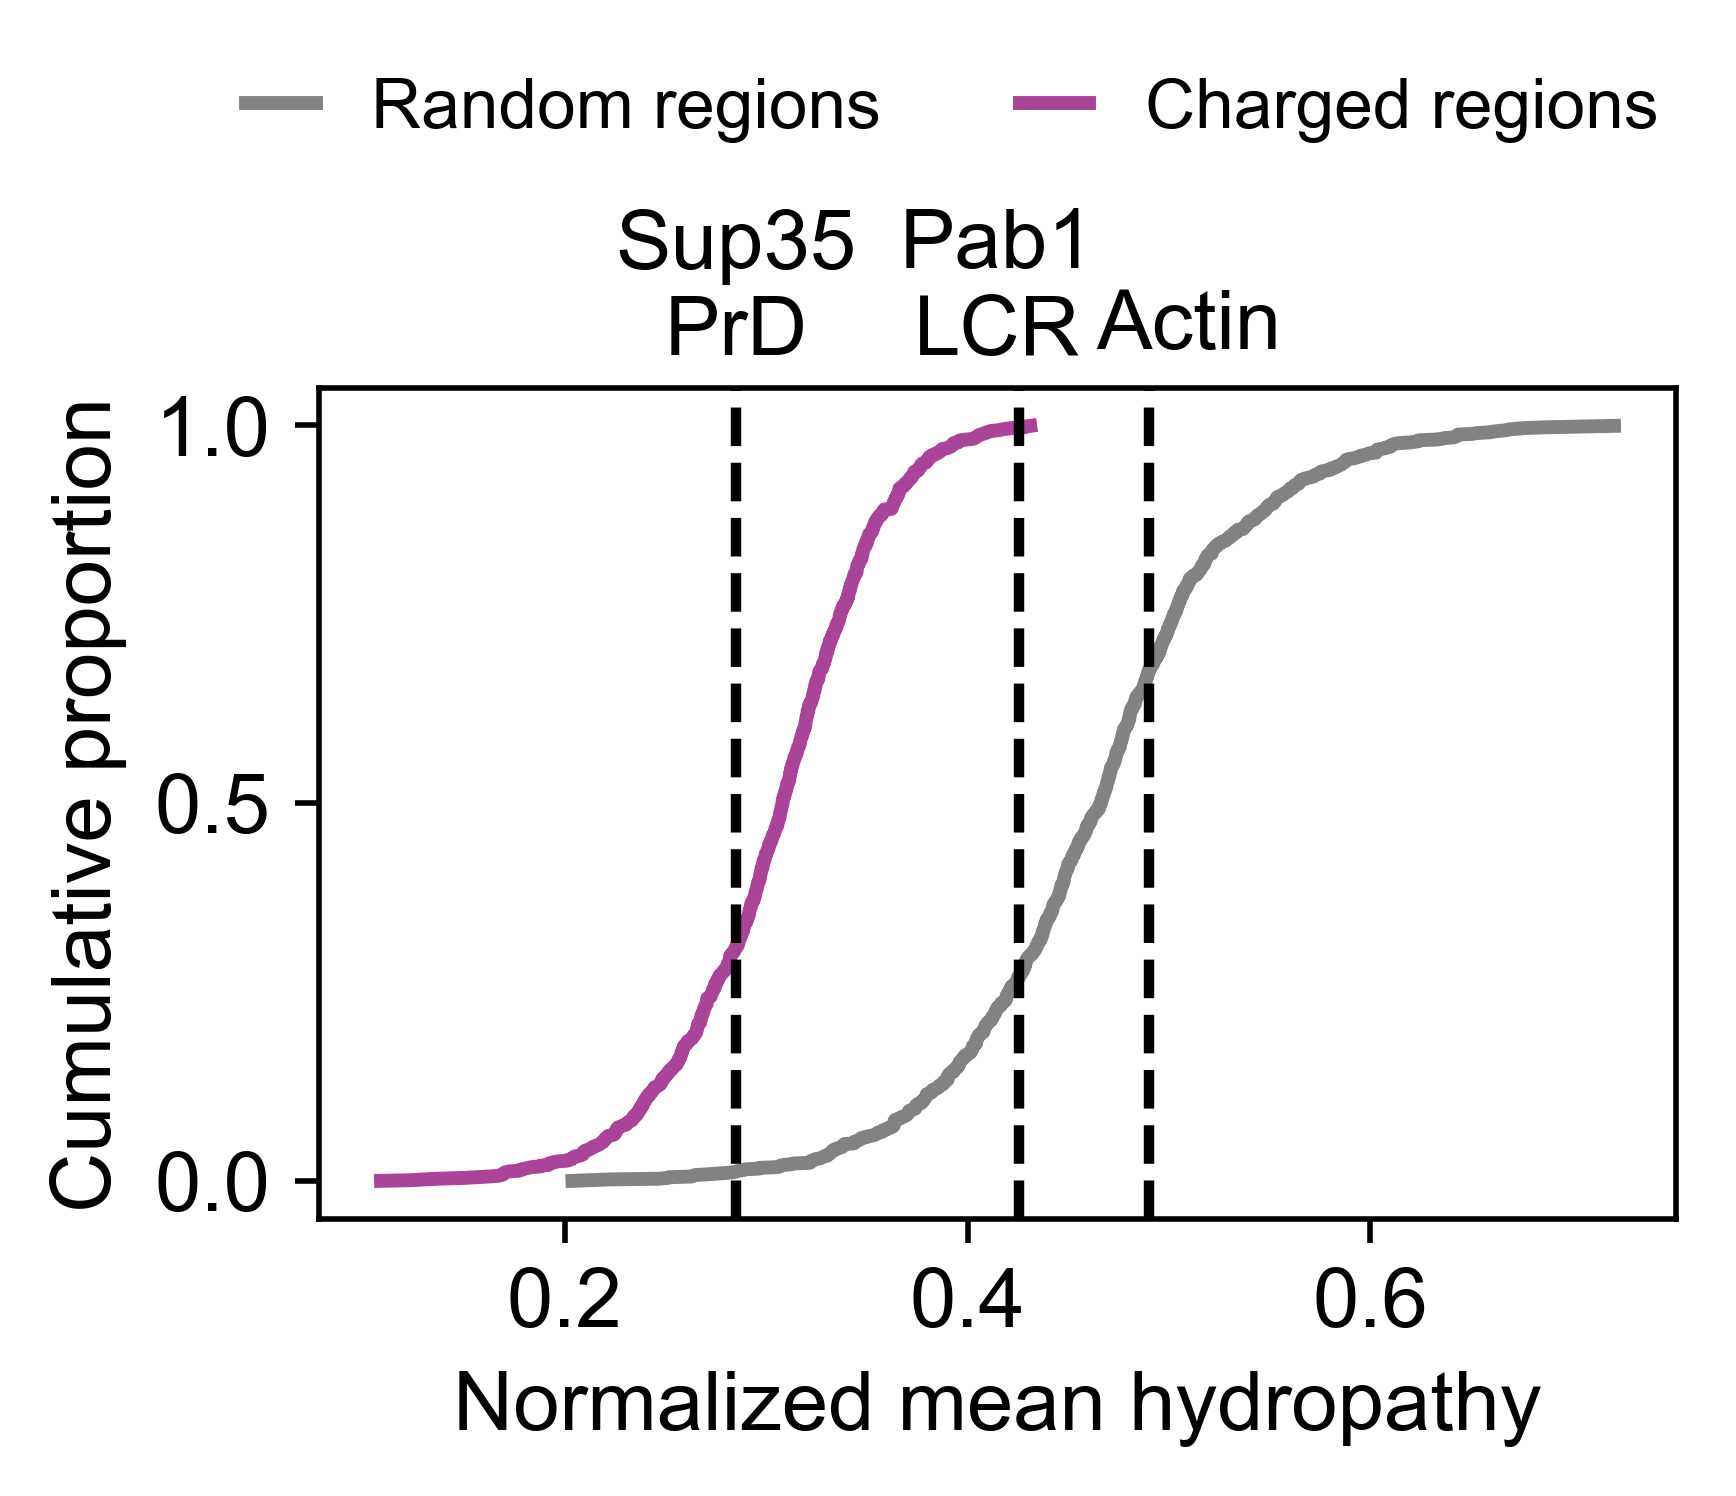 Random regions
Charged regions
Sup35
PrD
Pab1
LCR
Actin
Cumulative proportion
1.0
0.5
0.0
0.2
0.4
0.6
Normalized mean hydropathy